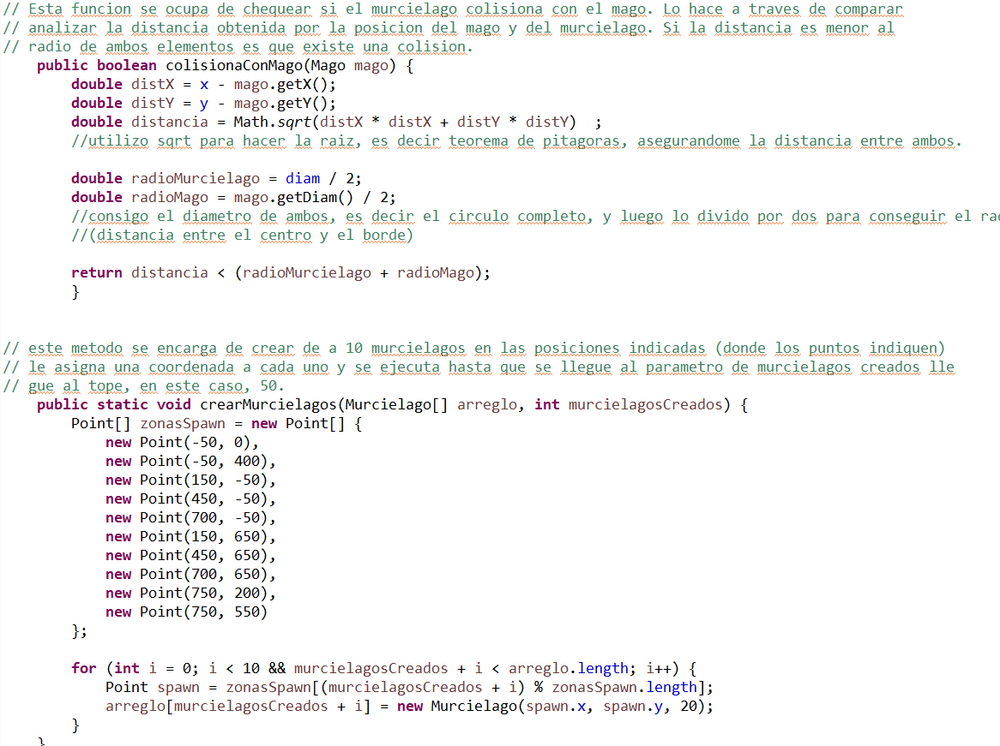 // Esta funcion se ocupa de chequear si el murcielago colisiona con el mago. Lo hace a traves de comparar
// analizar la distancia obtenida por la posicion del mago y del murcielago. Si la distancia es menor al
// radio de ambos elementos es que existe una colision.
public boolean colisionaConMago(Mago mago) {
double distX = x - mago.getX();
double distY = y - mago.getY();
double distancia = Math.sqrt(distX * distX + distY * distY)  ;
//utilizo sqrt para hacer la raiz, es decir teorema de pitagoras, asegurandome la distancia entre ambos.
double radioMurcielago = diam / 2;
double radioMago = mago.getDiam() / 2;
//consigo el diametro de ambos, es decir el circulo completo, y luego lo divido por dos para conseguir el
//(distancia entre el centro y el borde)
return distancia < (radioMurcielago + radioMago);
}
// este metodo se encarga de crear de a 10 murcielagos en las posiciones indicadas (donde los puntos indiquen)
// le asigna una coordenada a cada uno y se ejecuta hasta que se llegue al parametro de murcielagos creados lle
// gue al tope, en este caso, 50.
public static void crearMurcielagos(Murcielago[] arreglo, int murcielagosCreados) {
Point[] zonasSpawn = new Point[] {
new Point(-50, 0),
new Point(-50, 400),
new Point(150, -50),
new Point(450, -50),
new Point(700, -50),
new Point(150, 650),
new Point(450, 650),
new Point(700, 650),
new Point(750, 200),
new Point(750, 550)
};
for (int i = 0; i < 10 && murcielagosCreados + i < arreglo.length; i++) {
Point spawn = zonasSpawn[(murcielagosCreados + i) % zonasSpawn.length];
arreglo[murcielagosCreados + i] = new Murcielago(spawn.x, spawn.y, 20);
}
}